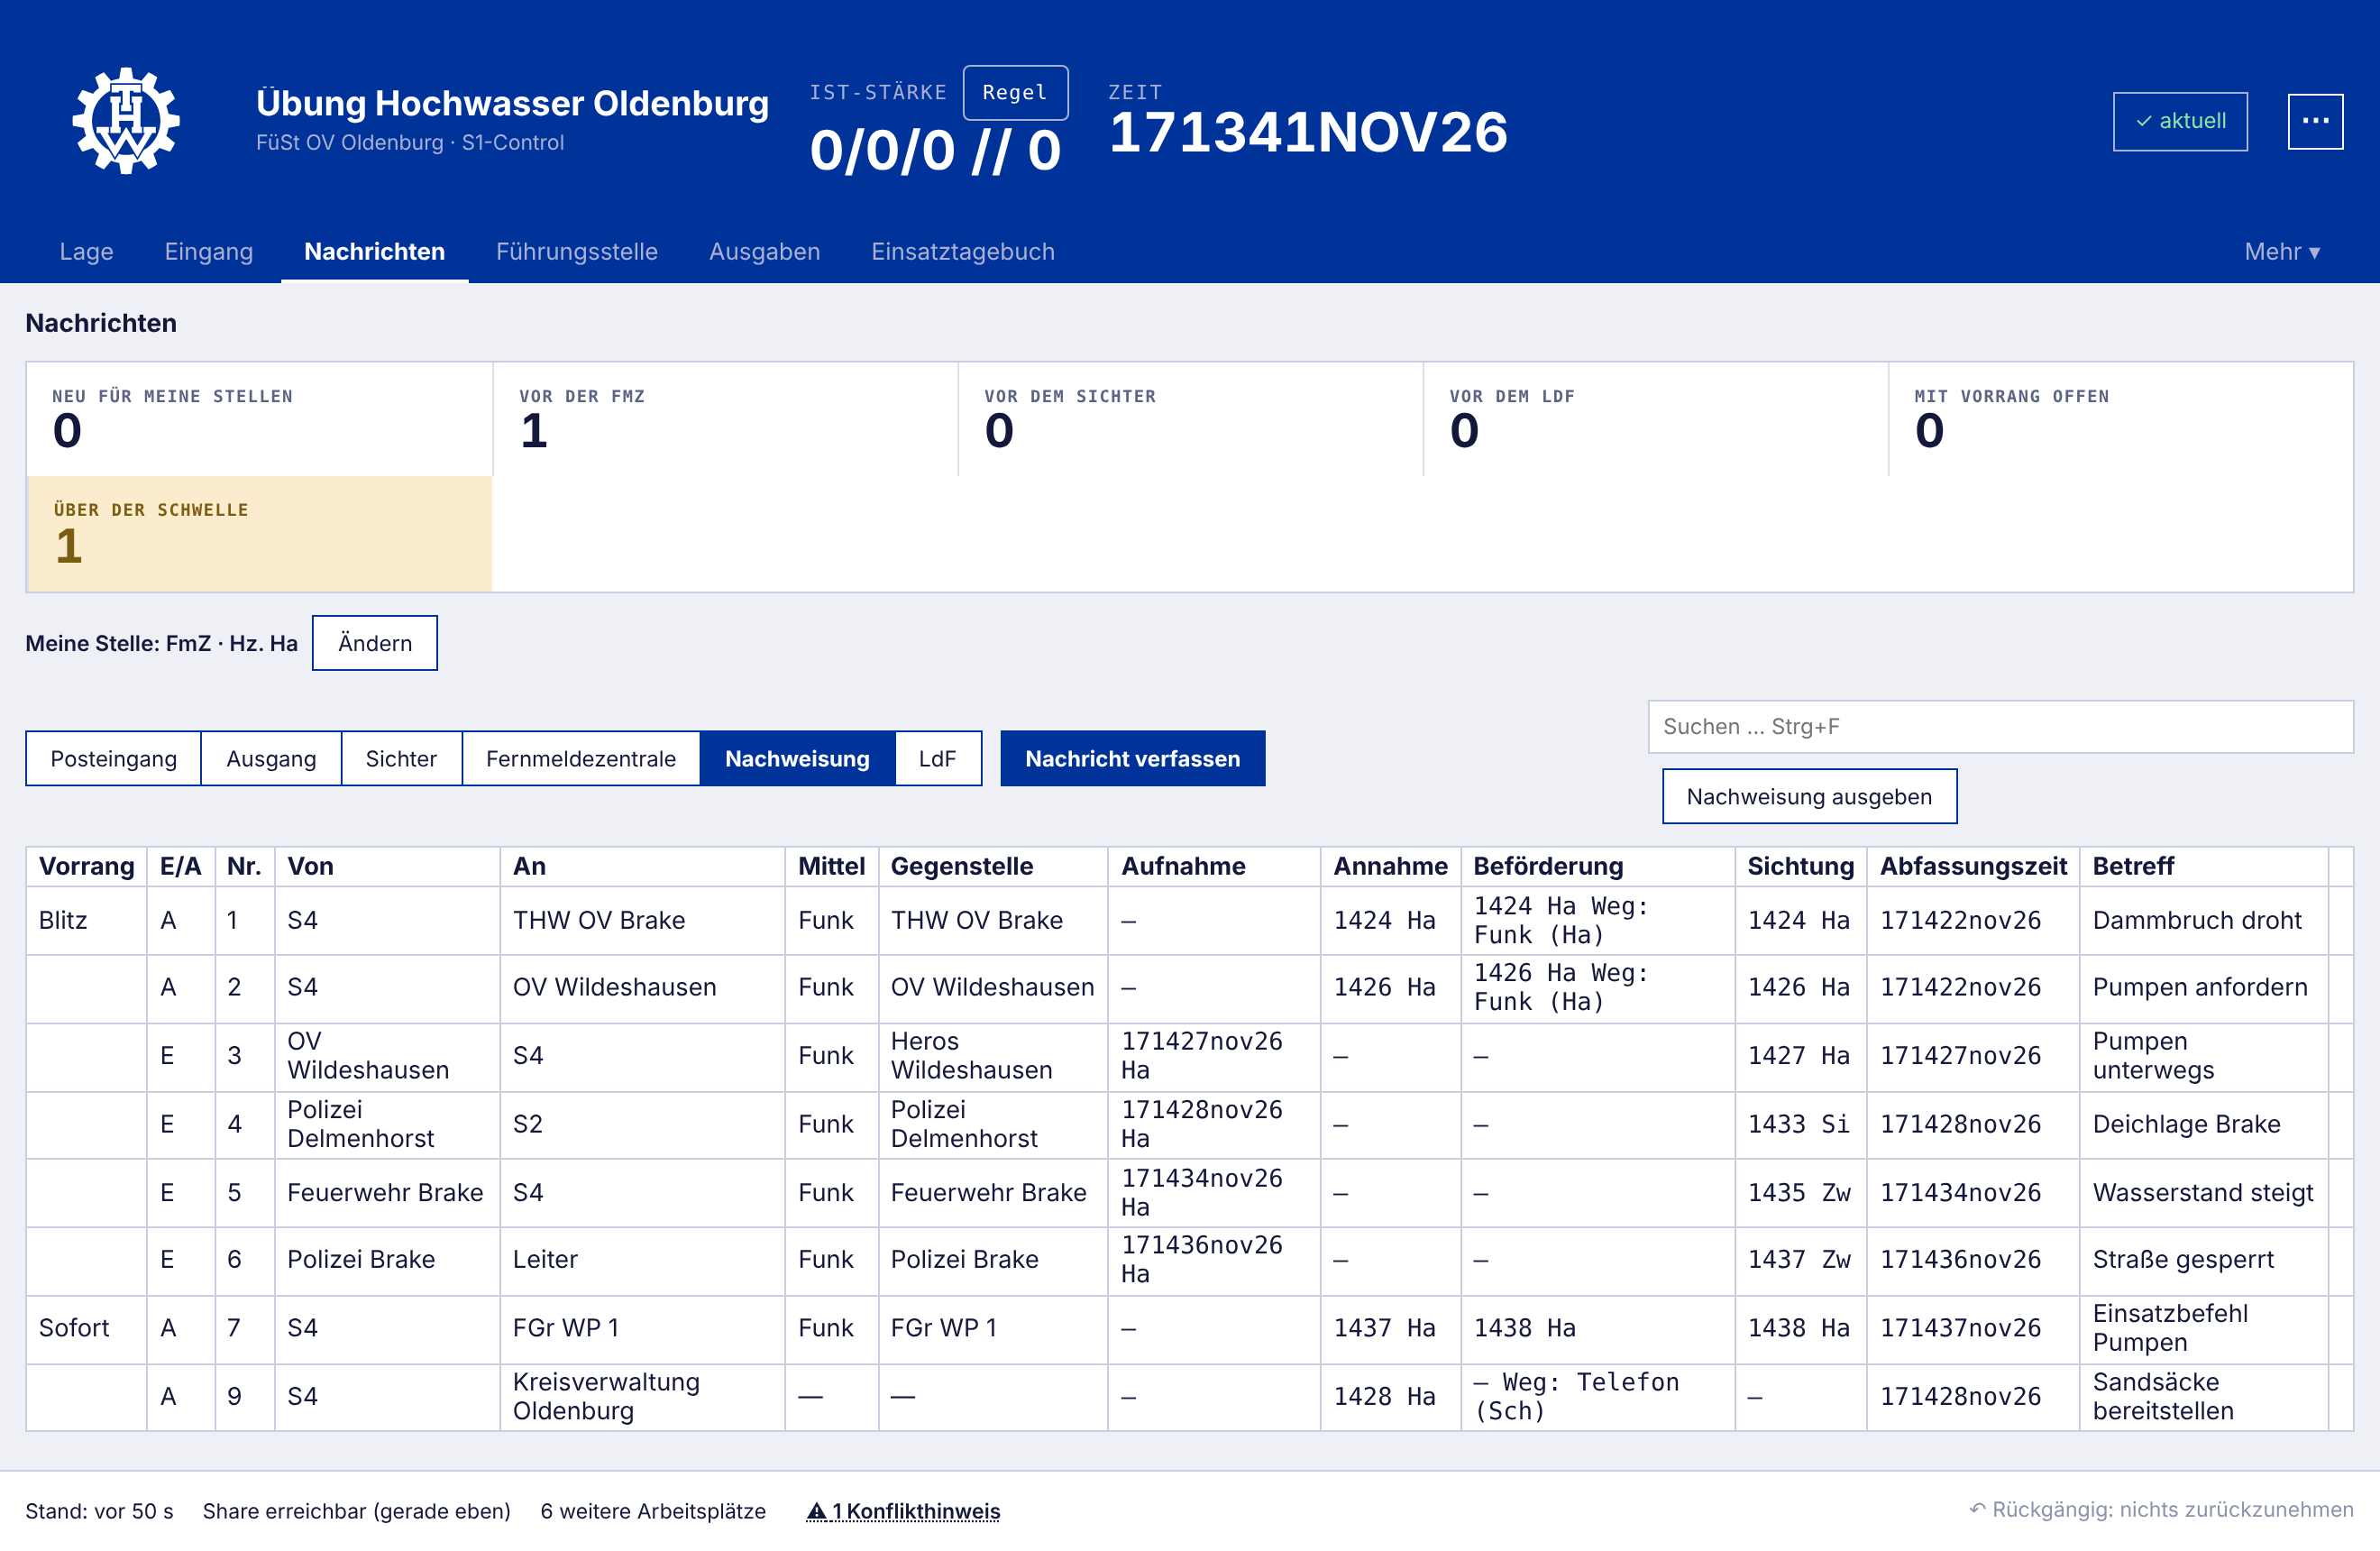 THW
Übung Hochwasser Oldenburg
FüSt OV Oldenburg · S1-Control
IST-STÄRKE Regel
0/0/0 // 0
ZEIT
171341NOV26
✓ aktuell
···
Lage Eingang Nachrichten Führungsstelle Ausgaben Einsatztagebuch Mehr ▾
Nachrichten
NEU FÜR MEINE STELLEN
0
VOR DER FMZ
1
VOR DEM SICHTER
0
VOR DEM LDF
0
MIT VORRANG OFFEN
0
ÜBER DER SCHWELLE
1
Meine Stelle: FmZ · Hz. Ha Ändern
Suchen … Strg+F
Posteingang Ausgang Sichter Fernmeldezentrale Nachweisung LdF Nachricht verfassen
Nachweisung ausgeben
Vorrang E/A Nr. Von An Mittel Gegenstelle Aufnahme Annahme Beförderung Sichtung Abfassungszeit Betreff
Blitz A 1 S4 THW OV Brake Funk THW OV Brake – 1424 Ha 1424 Ha Weg: Funk (Ha) 1424 Ha 171422nov26 Dammbruch droht
A 2 S4 OV Wildeshausen Funk OV Wildeshausen – 1426 Ha 1426 Ha Weg: Funk (Ha) 1426 Ha 171422nov26 Pumpen anfordern
E 3 OV Wildeshausen S4 Funk Heros Wildeshausen 171427nov26 Ha – – 1427 Ha 171427nov26 Pumpen unterwegs
E 4 Polizei Delmenhorst S2 Funk Polizei Delmenhorst 171428nov26 Ha – – 1433 Si 171428nov26 Deichlage Brake
E 5 Feuerwehr Brake S4 Funk Feuerwehr Brake 171434nov26 Ha – – 1435 Zw 171434nov26 Wasserstand steigt
E 6 Polizei Brake Leiter Funk Polizei Brake 171436nov26 Ha – – 1437 Zw 171436nov26 Straße gesperrt
Sofort A 7 S4 FGr WP 1 Funk FGr WP 1 – 1437 Ha 1438 Ha 1438 Ha 171437nov26 Einsatzbefehl Pumpen
A 9 S4 Kreisverwaltung Oldenburg — — – 1428 Ha – Weg: Telefon (Sch) – 171428nov26 Sandsäcke bereitstellen
Stand: vor 50 s Share erreichbar (gerade eben) 6 weitere Arbeitsplätze ⚠ 1 Konflikthinweis ↶ Rückgängig: nichts zurückzunehmen